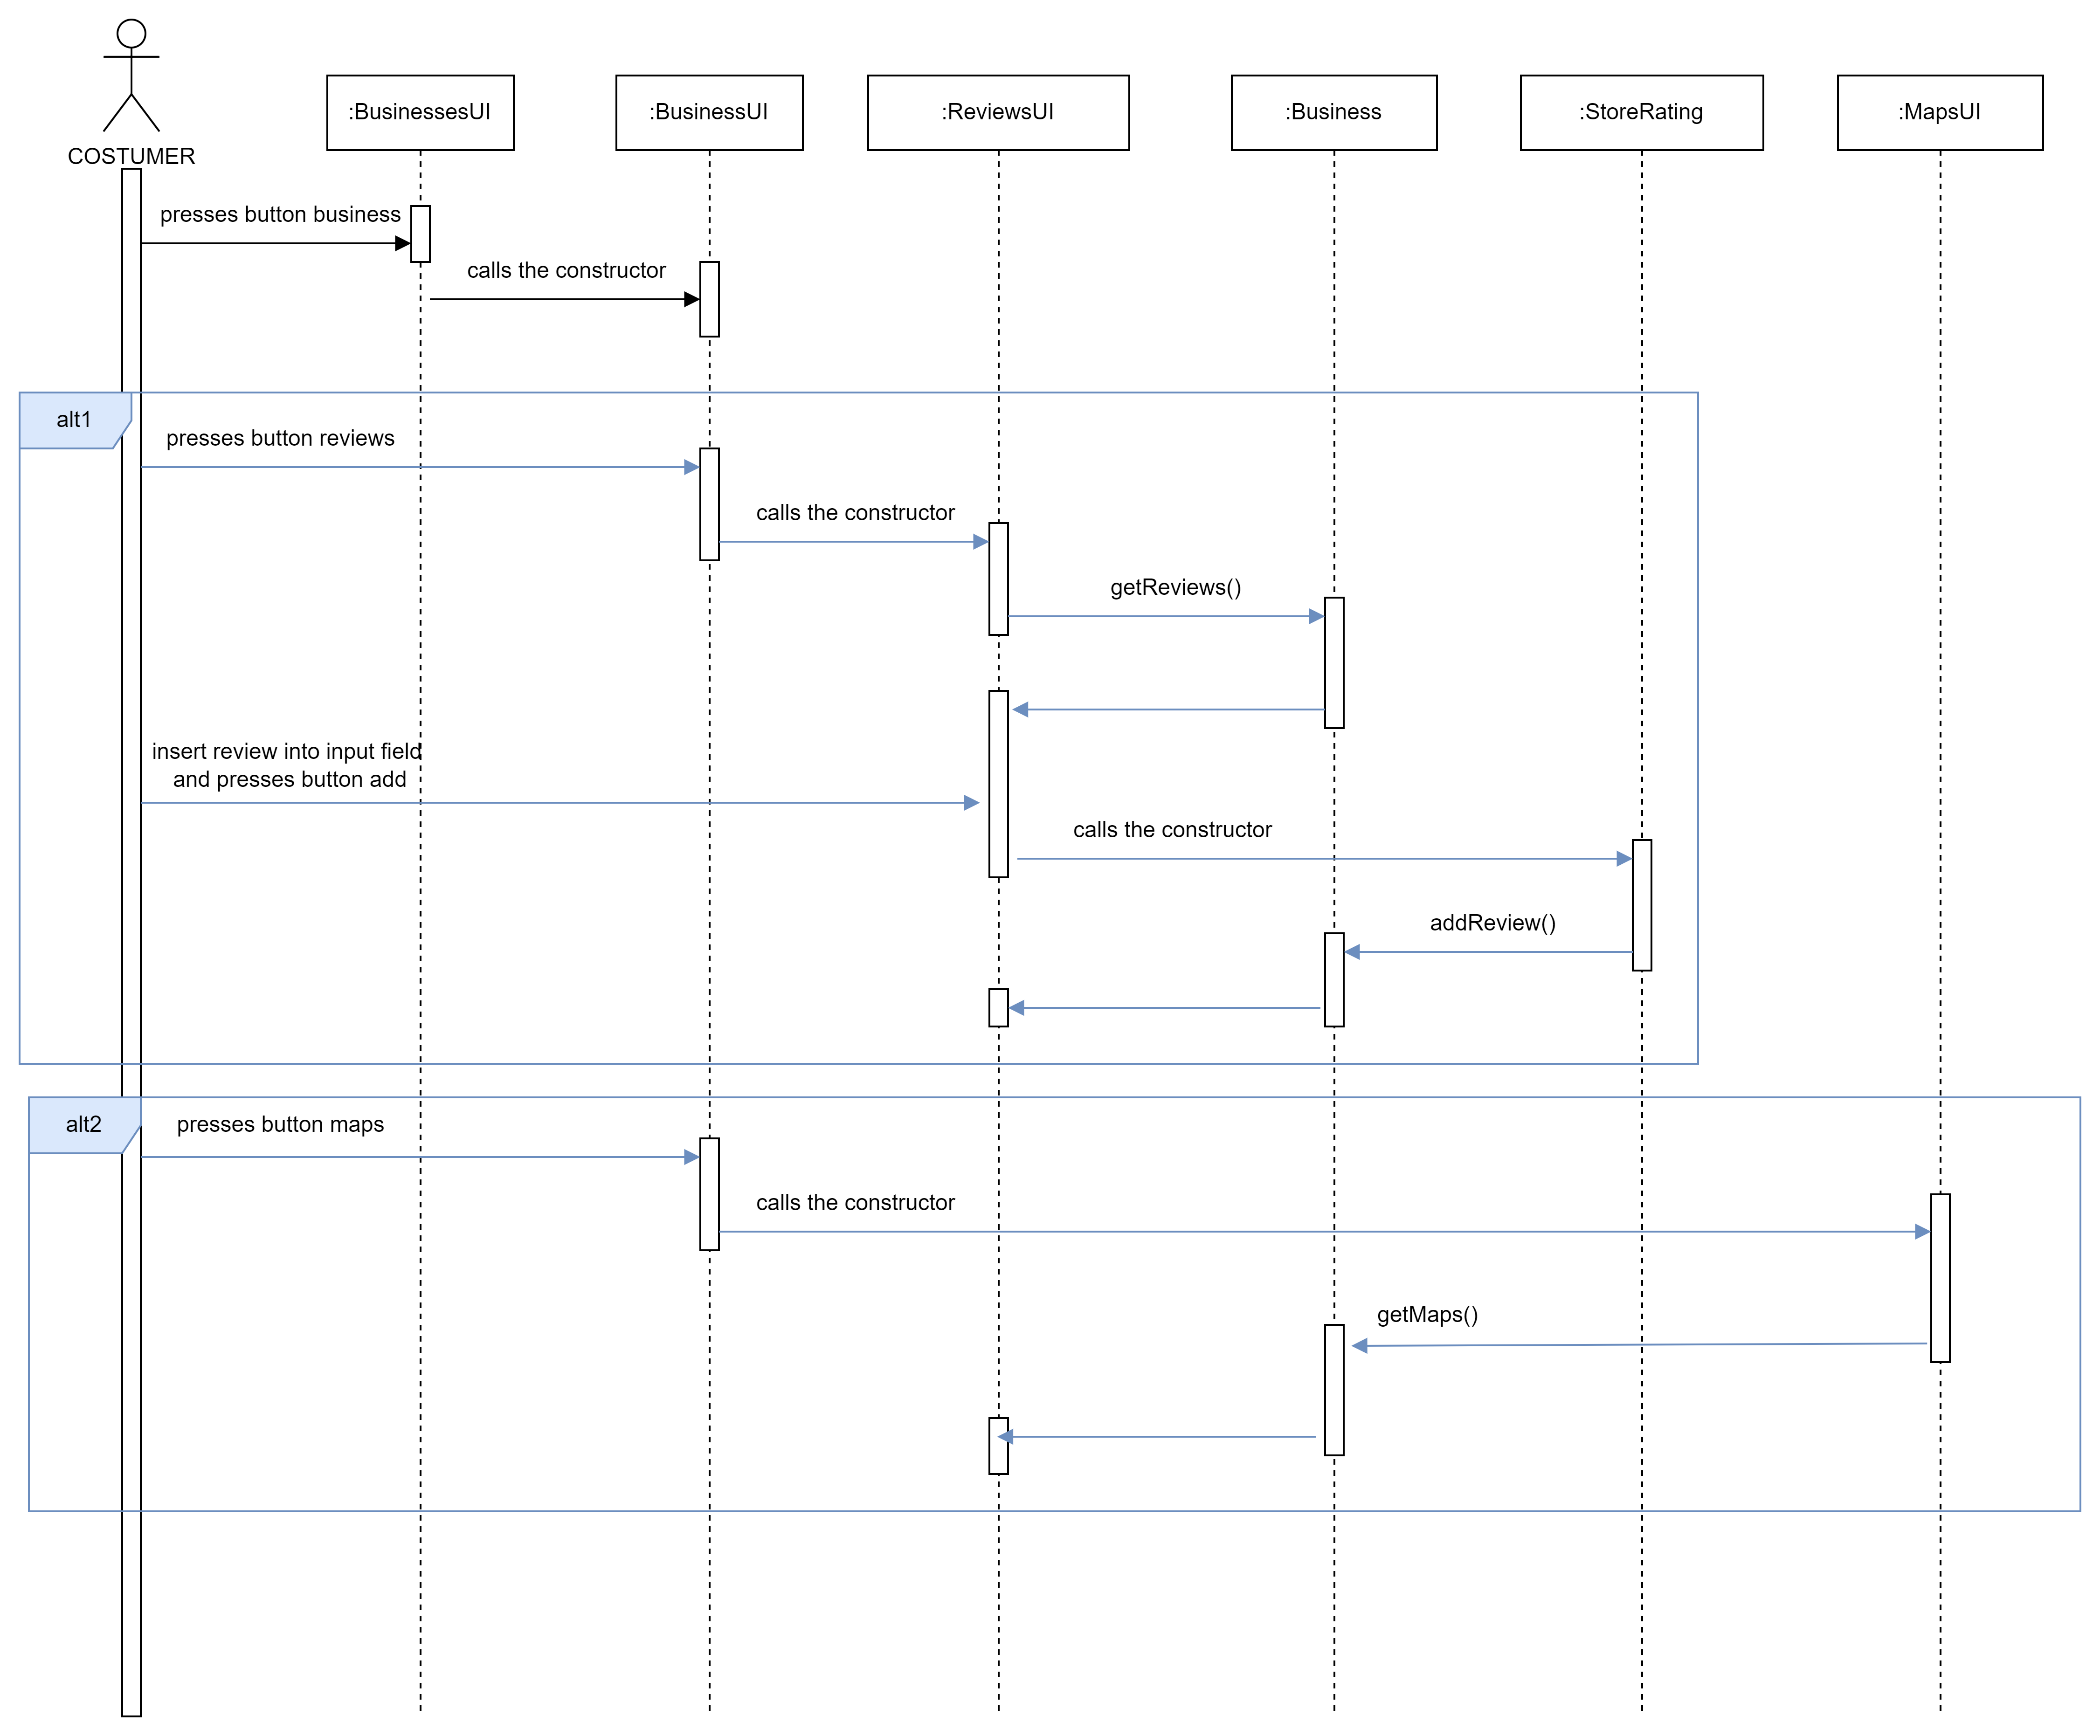 COSTUMER
:BusinessesUI
:BusinessUI
:ReviewsUI
:Business
:StoreRating
:MapsUI
presses button business
calls the constructor
alt1
presses button reviews
calls the constructor
getReviews()
insert review into input field
and presses button add
calls the constructor
addReview()
alt2
presses button maps
calls the constructor
getMaps()